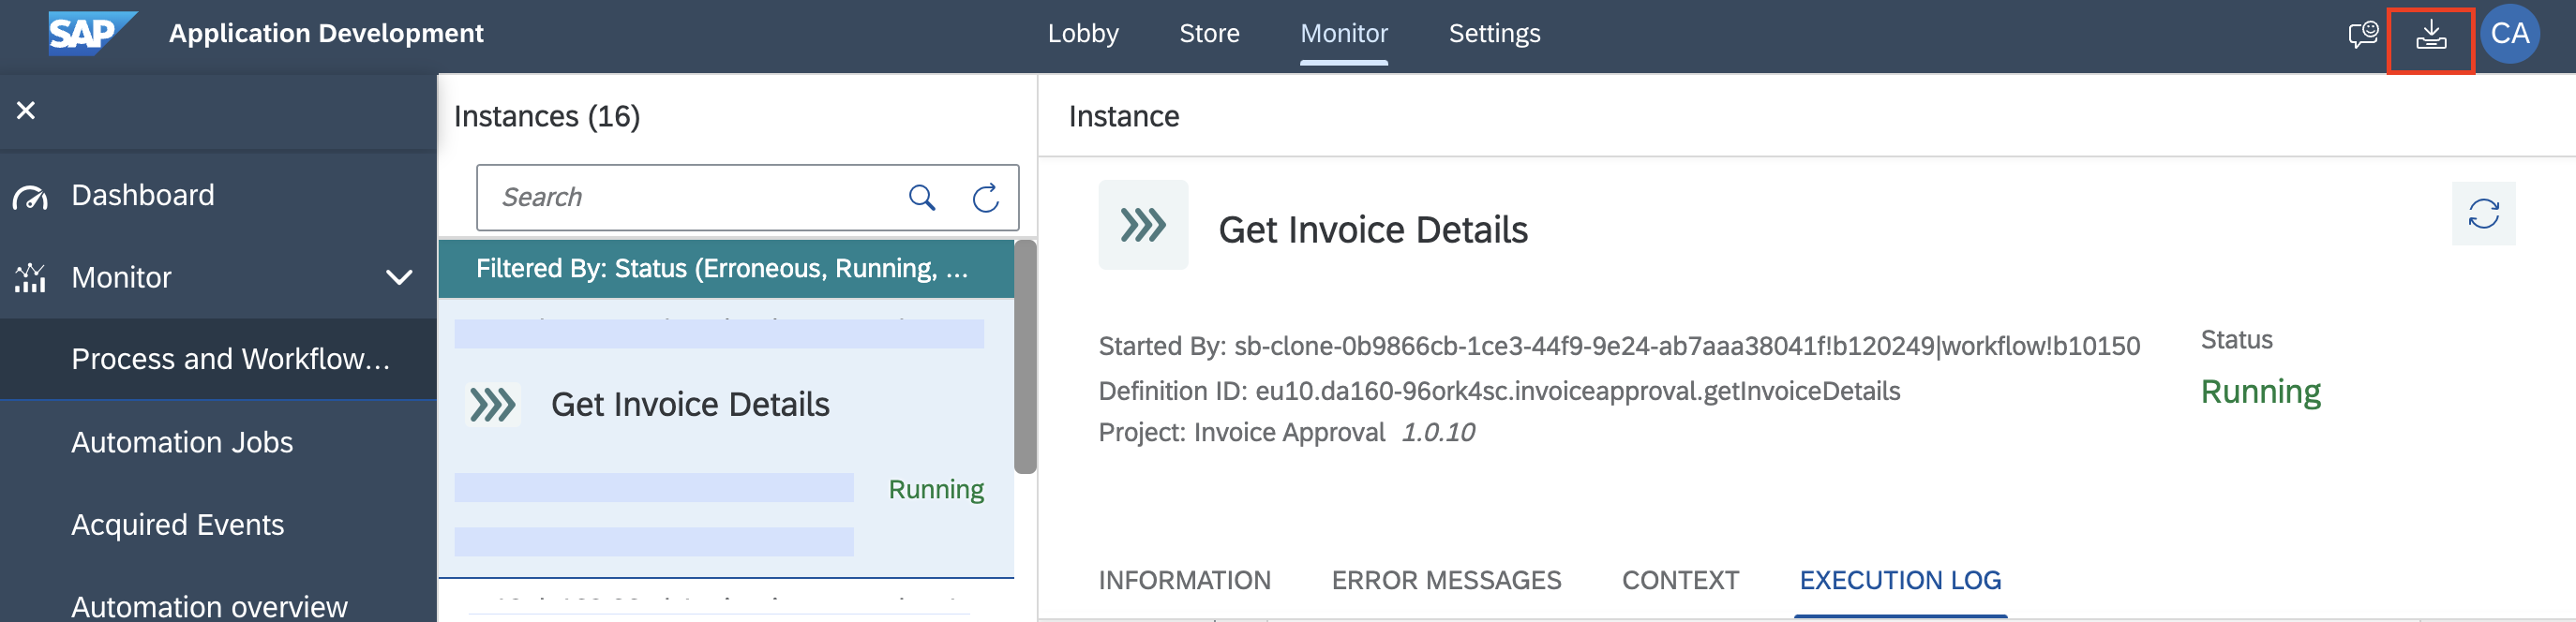 SAP Application Development
Lobby Store Monitor Settings
CA
Dashboard
Monitor
Process and Workflow...
Automation Jobs
Acquired Events
Automation overview
Instances (16)
Search
Filtered By: Status (Erroneous, Running, ...
Get Invoice Details
Running
Instance
Get Invoice Details
Started By: sb-clone-0b9866cb-1ce3-44f9-9e24-ab7aaa38041f!b120249|workflow!b10150
Definition ID: eu10.da160-96ork4sc.invoiceapproval.getInvoiceDetails
Project: Invoice Approval 1.0.10
Status
Running
INFORMATION ERROR MESSAGES CONTEXT EXECUTION LOG